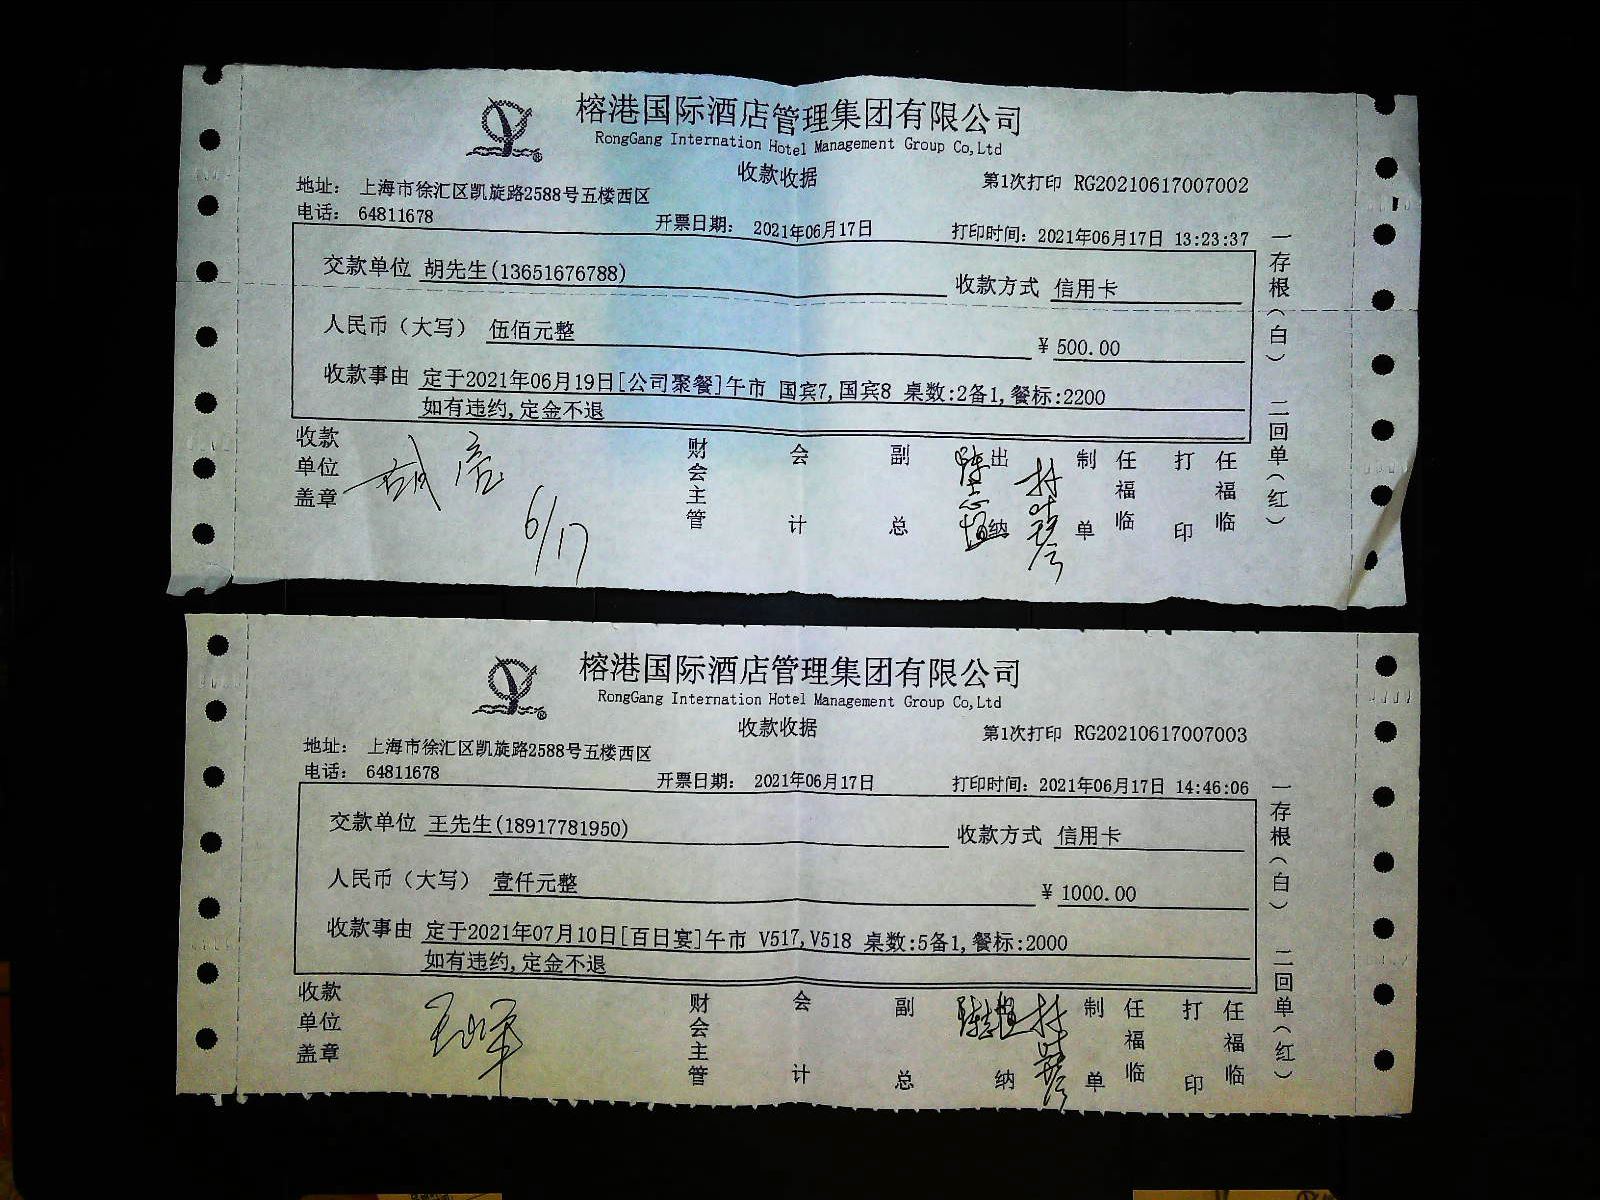 榕港国际酒店管理集团有限公司
RongGang Internation Hotel Management Group Co,Ltd
收款收据
第1次打印 RG20210617007002
地址： 上海市徐汇区凯旋路2588号五楼西区
电话： 64811678
开票日期： 2021年06月17日
打印时间：2021年06月17日 13:23:37
交款单位 胡先生(13651676788)
收款方式 信用卡
人民币（大写） 伍佰元整
¥ 500.00
收款事由 定于2021年06月19日[公司聚餐]午市 国宾7,国宾8 桌数:2备1,餐标:2200
如有违约,定金不退
收款单位盖章
6/17
财会主管
会计
副总
出纳
制单
任福临
打印
任福临
一存根（白） 二回单（红）
榕港国际酒店管理集团有限公司
RongGang Internation Hotel Management Group Co,Ltd
收款收据
第1次打印 RG20210617007003
地址： 上海市徐汇区凯旋路2588号五楼西区
电话： 64811678
开票日期： 2021年06月17日
打印时间：2021年06月17日 14:46:06
交款单位 王先生(18917781950)
收款方式 信用卡
人民币（大写） 壹仟元整
¥ 1000.00
收款事由 定于2021年07月10日[百日宴]午市 V517,V518 桌数:5备1,餐标:2000
如有违约,定金不退
收款单位盖章
财会主管
会计
副总
纳
制单
任福临
打印
任福临
一存根（白） 二回单（红）